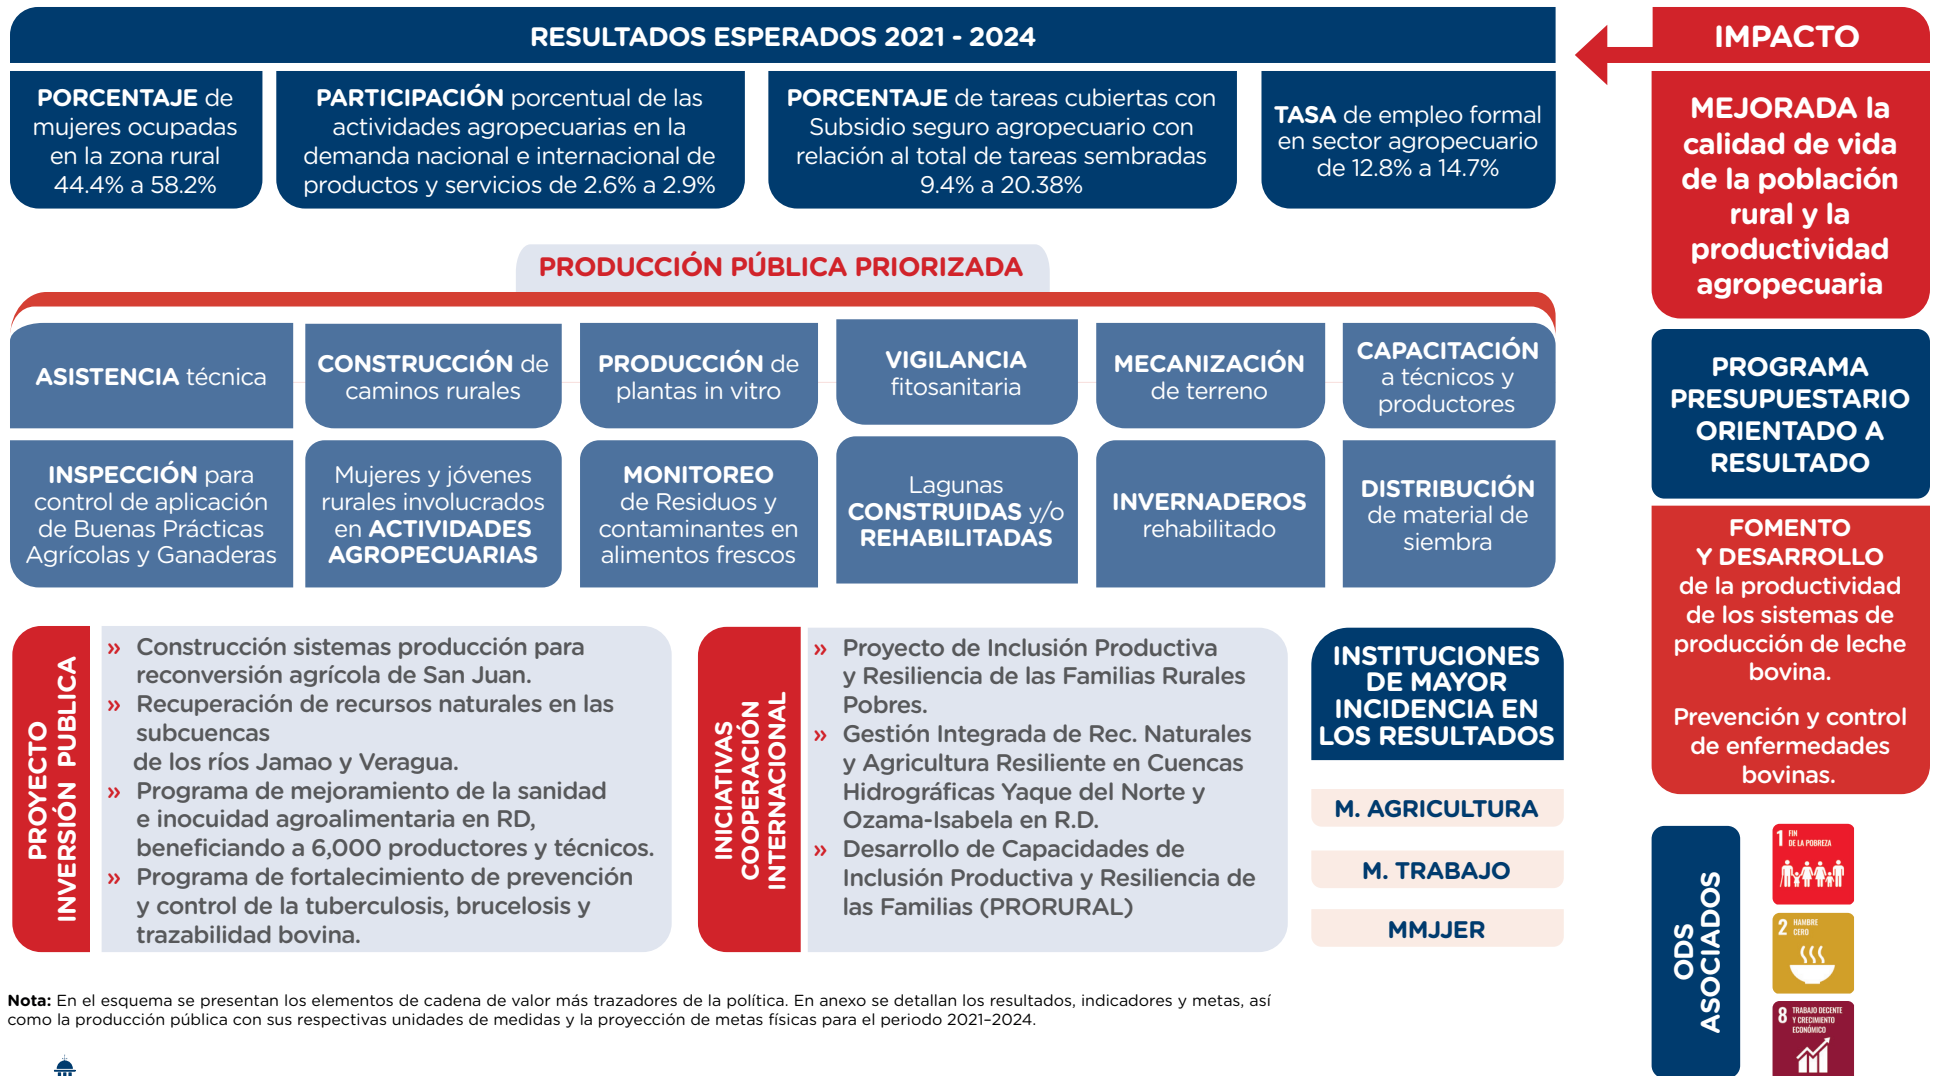 RESULTADOS ESPERADOS 2021 - 2024
PORCENTAJE de
mujeres ocupadas
en la zona rural
44.4% a 58.2%
PARTICIPACIÓN porcentual de las
actividades agropecuarias en la
demanda nacional e internacional de
productos y servicios de 2.6% a 2.9%
PORCENTAJE de tareas cubiertas con
Subsidio seguro agropecuario con
relación al total de tareas sembradas
9.4% a 20.38%
TASA de empleo formal
en sector agropecuario
de 12.8% a 14.7%
IMPACTO
MEJORADA la
calidad de vida
de la población
rural y la
productividad
agropecuaria
PRODUCCIÓN PÚBLICA PRIORIZADA
ASISTENCIA técnica
CONSTRUCCIÓN de
caminos rurales
PRODUCCIÓN de
plantas in vitro
VIGILANCIA
fitosanitaria
MECANIZACIÓN
de terreno
CAPACITACIÓN
a técnicos y
productores
INSPECCIÓN para
control de aplicación
de Buenas Prácticas
Agrícolas y Ganaderas
Mujeres y jóvenes
rurales involucrados
en ACTIVIDADES
AGROPECUARIAS
MONITOREO
de Residuos y
contaminantes en
alimentos frescos
Lagunas
CONSTRUIDAS y/o
REHABILITADAS
INVERNADEROS
rehabilitado
DISTRIBUCIÓN
de material de
siembra
PROGRAMA
PRESUPUESTARIO
ORIENTADO A
RESULTADO
FOMENTO
Y DESARROLLO
de la productividad
de los sistemas de
producción de leche
bovina.
Prevención y control
de enfermedades
bovinas.
PROYECTO
INVERSIÓN PUBLICA
» Construcción sistemas producción para
reconversión agrícola de San Juan.
» Recuperación de recursos naturales en las
subcuencas
de los ríos Jamao y Veragua.
» Programa de mejoramiento de la sanidad
e inocuidad agroalimentaria en RD,
beneficiando a 6,000 productores y técnicos.
» Programa de fortalecimiento de prevención
y control de la tuberculosis, brucelosis y
trazabilidad bovina.
INICIATIVAS
COOPERACIÓN
INTERNACIONAL
» Proyecto de Inclusión Productiva
y Resiliencia de las Familias Rurales
Pobres.
» Gestión Integrada de Rec. Naturales
y Agricultura Resiliente en Cuencas
Hidrográficas Yaque del Norte y
Ozama-Isabela en R.D.
» Desarrollo de Capacidades de
Inclusión Productiva y Resiliencia de
las Familias (PRORURAL)
INSTITUCIONES
DE MAYOR
INCIDENCIA EN
LOS RESULTADOS
M. AGRICULTURA
M. TRABAJO
MMJJER
ODS
ASOCIADOS
1 FIN
DE LA POBREZA
2 HAMBRE
CERO
8 TRABAJO DECENTE
Y CRECIMIENTO
ECONÓMICO
Nota: En el esquema se presentan los elementos de cadena de valor más trazadores de la política. En anexo se detallan los resultados, indicadores y metas, así
como la producción pública con sus respectivas unidades de medidas y la proyección de metas físicas para el periodo 2021–2024.